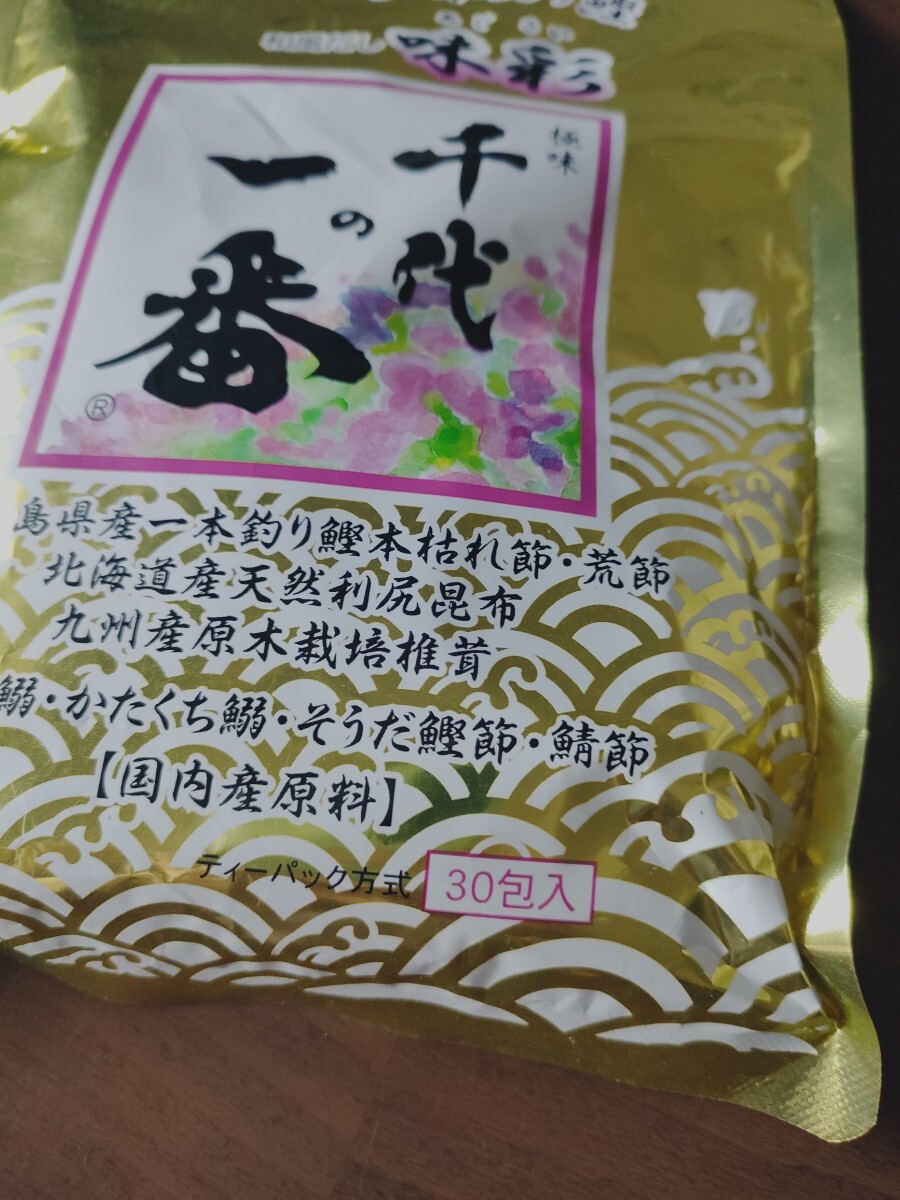 鰹
和風だし 味彩
極味
千代
の
一番
®
島県産一本釣り鰹本枯れ節・荒節
北海道産天然利尻昆布
九州産原木栽培椎茸
鰯・かたくち鰯・そうだ鰹節・鯖節
【国内産原料】
ティーパック方式 30包入